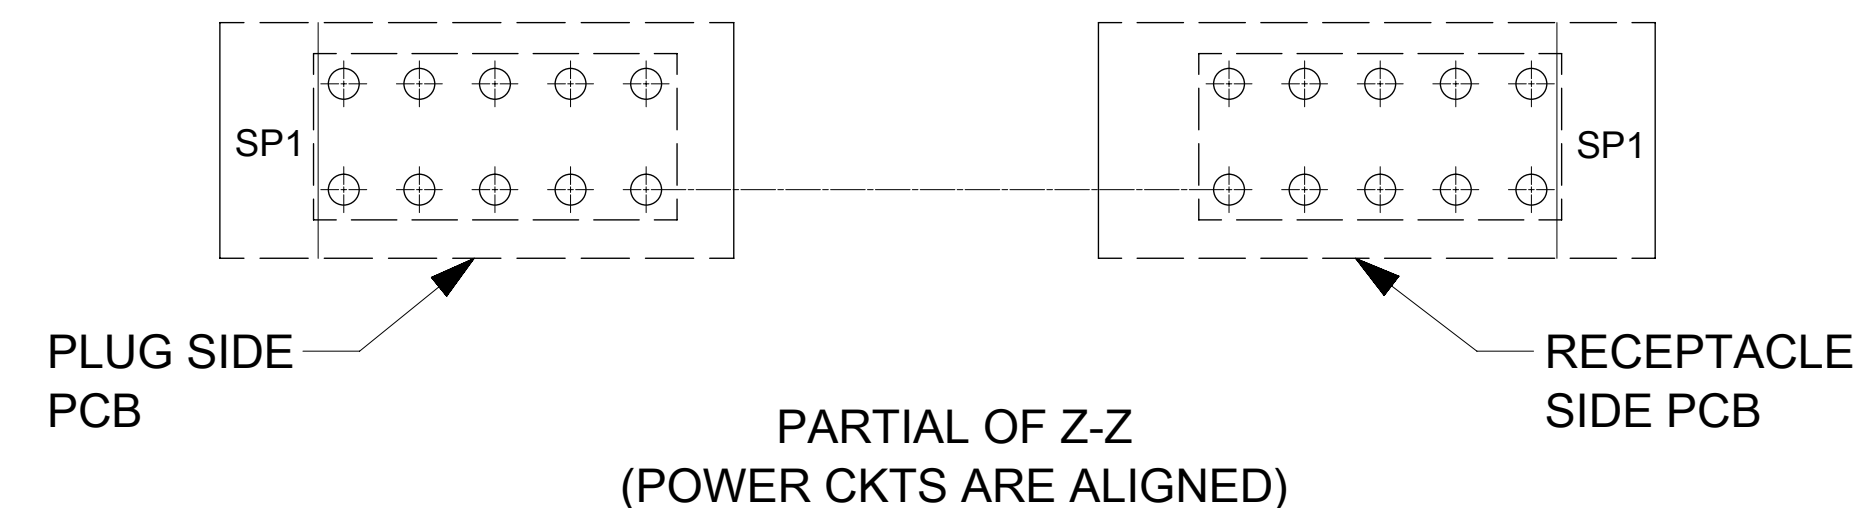 SP1
SP1
PLUG SIDE
PCB
RECEPTACLE
SIDE PCB
PARTIAL OF Z-Z
(POWER CKTS ARE ALIGNED)